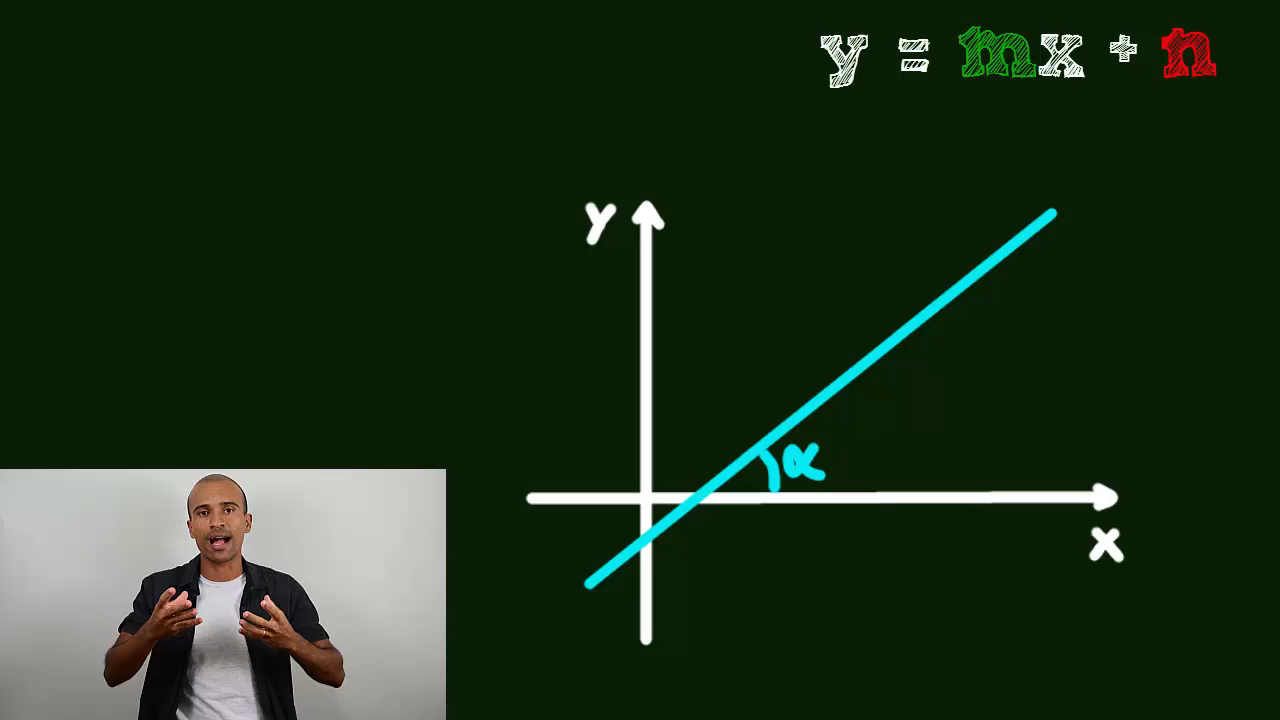 y = mx + n
y
α
x